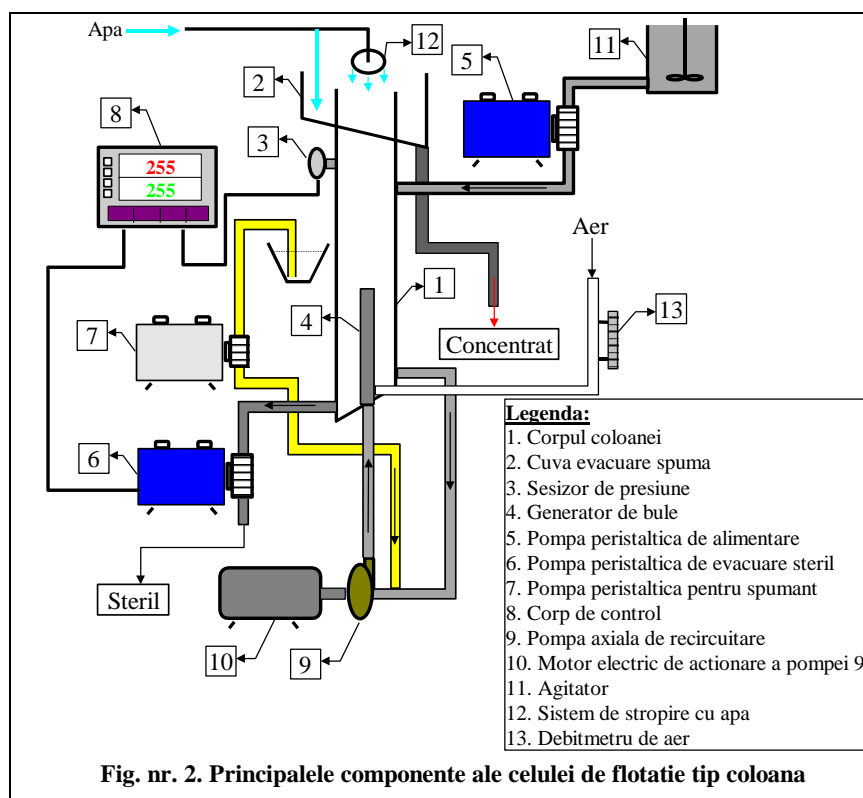 Apa
12
11
2
5
8
3
255
255
Aer
1
4
13
7
Concentrat
6
Steril
10
9
Legenda:
1. Corpul coloanei
2. Cuva evacuare spuma
3. Sesizor de presiune
4. Generator de bule
5. Pompa peristaltica de alimentare
6. Pompa peristaltica de evacuare steril
7. Pompa peristaltica pentru spumant
8. Corp de control
9. Pompa axiala de recircuitare
10. Motor electric de actionare a pompei 9
11. Agitator
12. Sistem de stropire cu apa
13. Debitmetru de aer
Fig. nr. 2. Principalele componente ale celulei de flotatie tip coloana